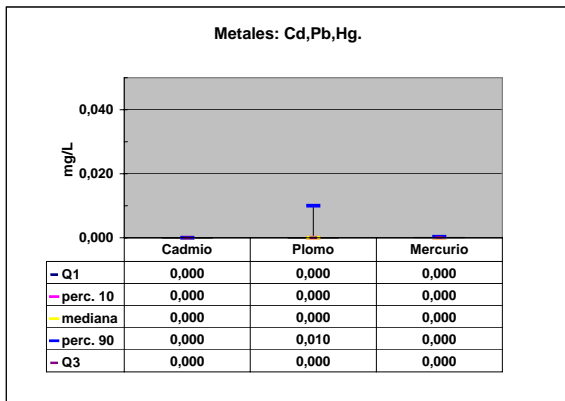 Metales: Cd,Pb,Hg.
mg/L
0,040
0,020
0,000
Cadmio Plomo Mercurio
Q1 0,000 0,000 0,000
perc. 10 0,000 0,000 0,000
mediana 0,000 0,000 0,000
perc. 90 0,000 0,010 0,000
Q3 0,000 0,000 0,000